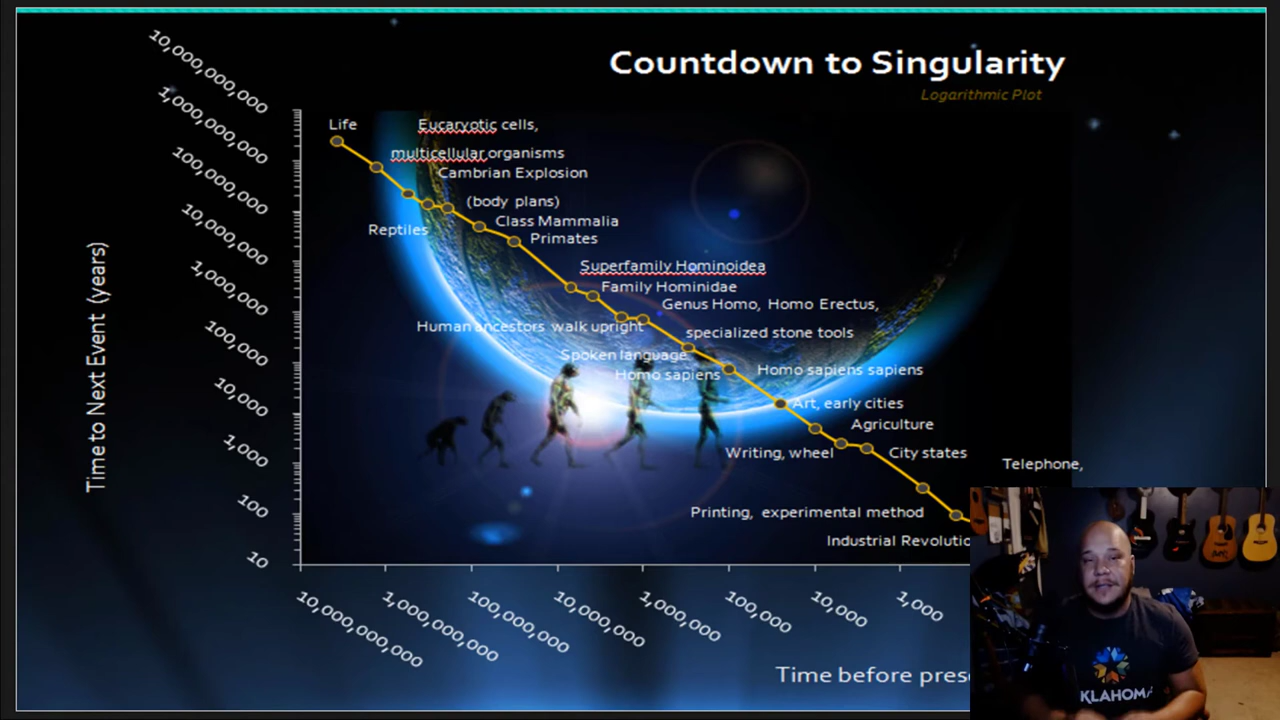 Countdown to Singularity
Logarithmic Plot
Time to Next Event (years)
10,000,000,000
1,000,000,000
100,000,000
10,000,000
1,000,000
100,000
10,000
1,000
100
10
Life
Eucaryotic cells,
multicellular organisms
Cambrian Explosion
(body plans)
Reptiles
Class Mammalia
Primates
Superfamily Hominoidea
Family Hominidae
Genus Homo, Homo Erectus,
Human ancestors walk upright
specialized stone tools
Spoken language
Homo sapiens
Homo sapiens sapiens
Art, early cities
Agriculture
Writing, wheel
City states
Telephone,
Printing, experimental method
Industrial Revolutio
10,000,000,000
1,000,000,000
100,000,000
10,000,000
1,000,000
100,000
10,000
1,000
Time before pres
KLAHOMA